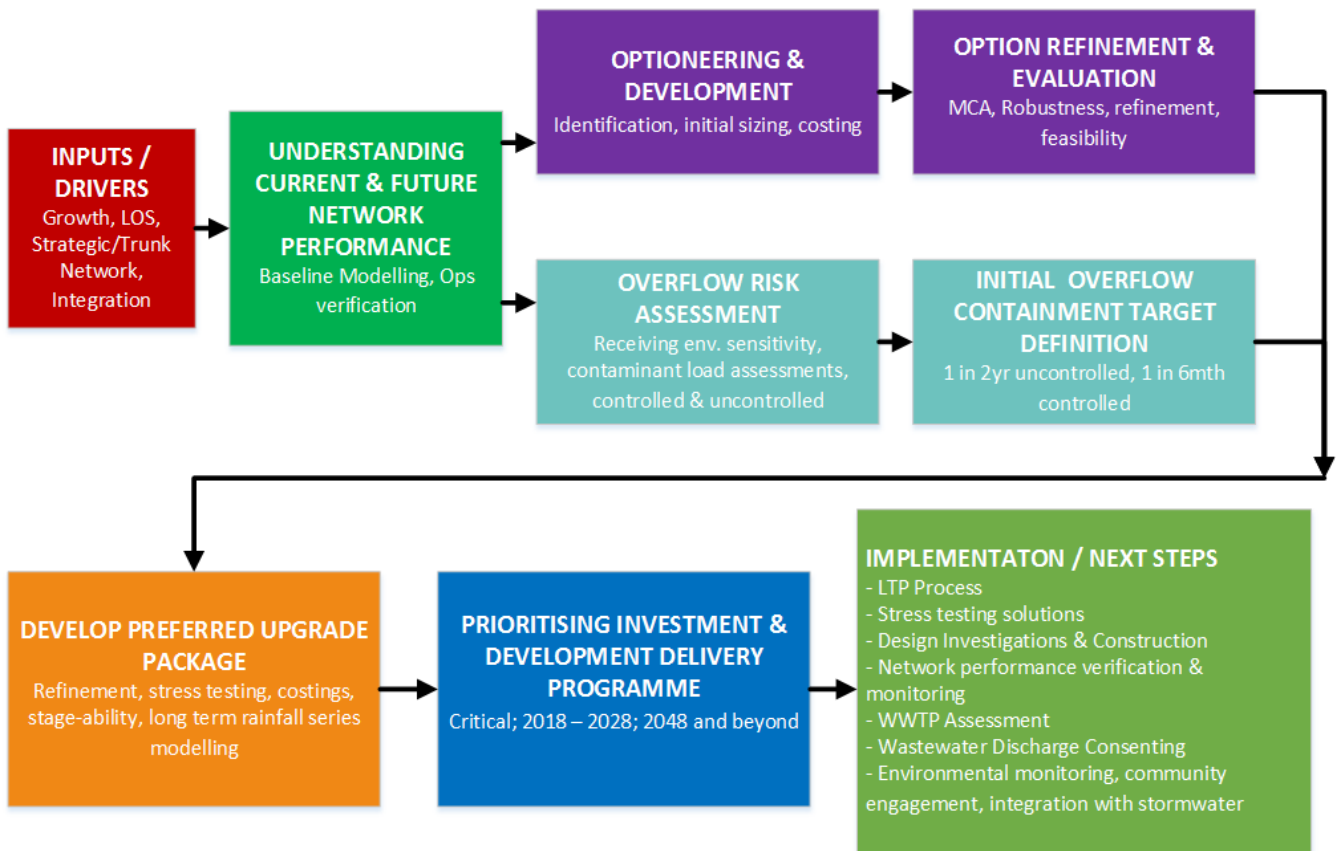 INPUTS /
DRIVERS
Growth, LOS,
Strategic/Trunk
Network,
Integration
UNDERSTANDING
CURRENT & FUTURE
NETWORK
PERFORMANCE
Baseline Modelling, Ops
verification
OPTIONEERING &
DEVELOPMENT
Identification, initial sizing, costing
OPTION REFINEMENT &
EVALUATION
MCA, Robustness, refinement,
feasibility
OVERFLOW RISK
ASSESSMENT
Receiving env. sensitivity,
contaminant load assessments,
controlled & uncontrolled
INITIAL OVERFLOW
CONTAINMENT TARGET
DEFINITION
1 in 2yr uncontrolled, 1 in 6mth
controlled
DEVELOP PREFERRED UPGRADE
PACKAGE
Refinement, stress testing, costings,
stage-ability, long term rainfall series
modelling
PRIORITISING INVESTMENT &
DEVELOPMENT DELIVERY
PROGRAMME
Critical; 2018 – 2028; 2048 and beyond
IMPLEMENTATON / NEXT STEPS
- LTP Process
- Stress testing solutions
- Design Investigations & Construction
- Network performance verification &
monitoring
- WWTP Assessment
- Wastewater Discharge Consenting
- Environmental monitoring, community
engagement, integration with stormwater